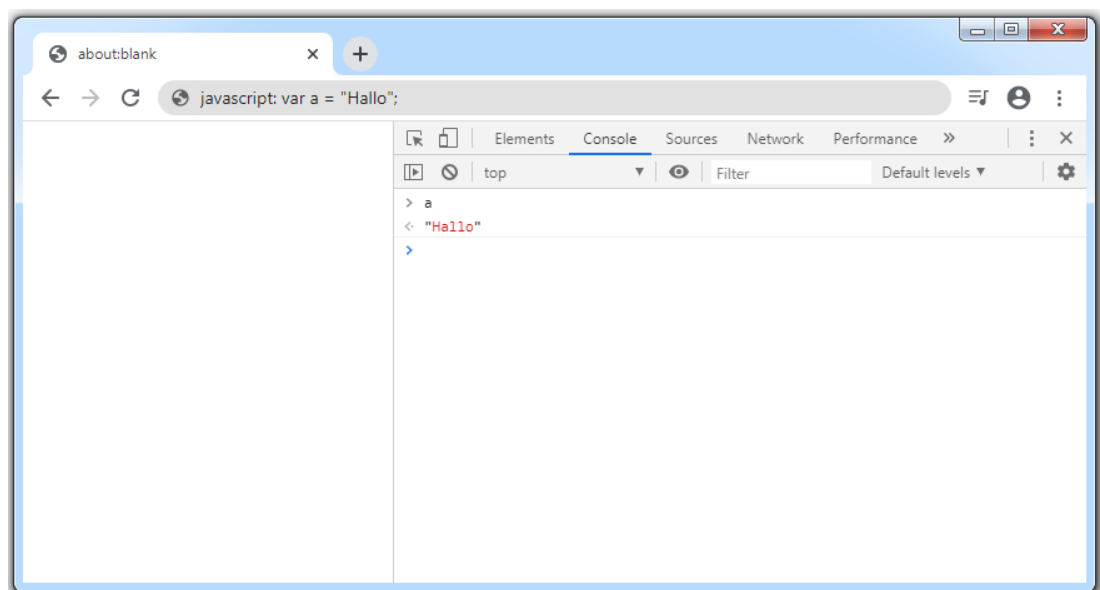 about:blank
javascript: var a = "Hallo";
Elements Console Sources Network Performance
top Filter Default levels
> a
"Hallo"
>